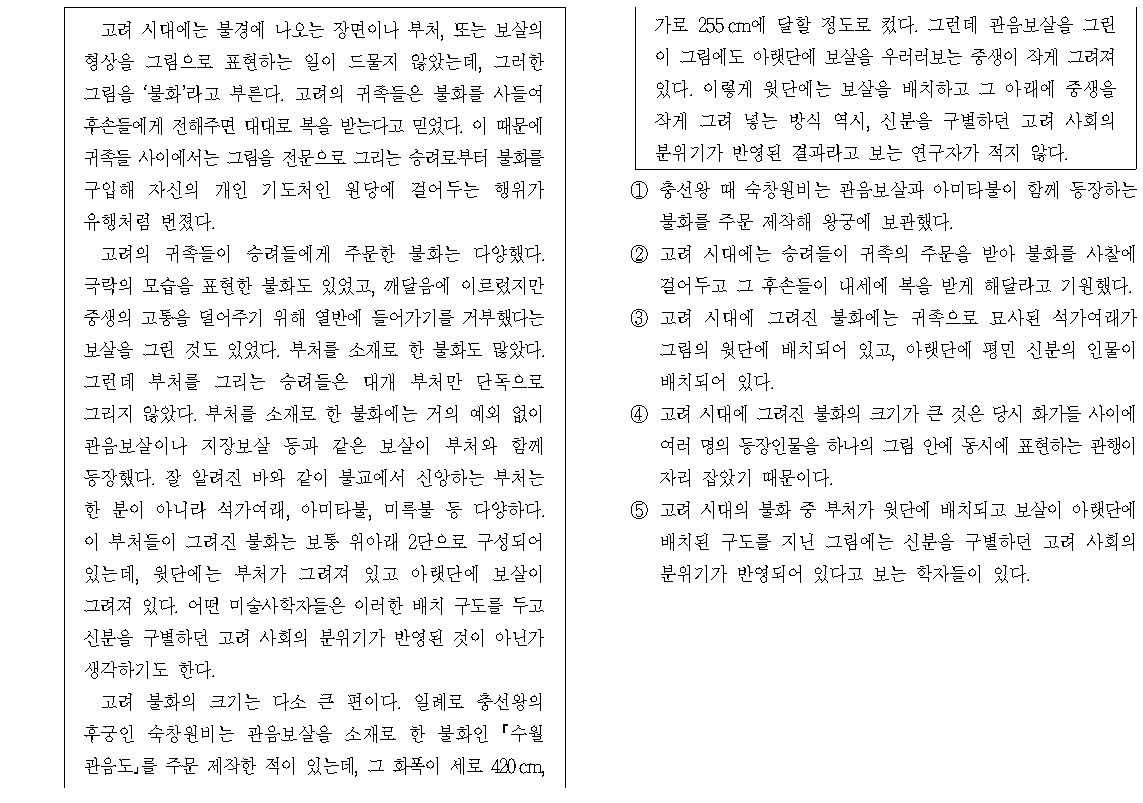 고려 시대에는 불경에 나오는 장면이나 부처, 또는 보살의
형상을 그림으로 표현하는 일이 드물지 않았는데, 그러한
그림을 ‘불화’라고 부른다. 고려의 귀족들은 불화를 사들여
후손들에게 전해주면 대대로 복을 받는다고 믿었다. 이 때문에
귀족들 사이에서는 그림을 전문으로 그리는 승려로부터 불화를
구입해 자신의 개인 기도처인 원당에 걸어두는 행위가
유행처럼 번졌다.
고려의 귀족들이 승려들에게 주문한 불화는 다양했다.
극락의 모습을 표현한 불화도 있었고, 깨달음에 이르렀지만
중생의 고통을 덜어주기 위해 열반에 들어가기를 거부했다는
보살을 그린 것도 있었다. 부처를 소재로 한 불화도 많았다.
그런데 부처를 그리는 승려들은 대개 부처만 단독으로
그리지 않았다. 부처를 소재로 한 불화에는 거의 예외 없이
관음보살이나 지장보살 등과 같은 보살이 부처와 함께
등장했다. 잘 알려진 바와 같이 불교에서 신앙하는 부처는
한 분이 아니라 석가여래, 아미타불, 미륵불 등 다양하다.
이 부처들이 그려진 불화는 보통 위아래 2단으로 구성되어
있는데, 윗단에는 부처가 그려져 있고 아랫단에 보살이
그려져 있다. 어떤 미술사학자들은 이러한 배치 구도를 두고
신분을 구별하던 고려 사회의 분위기가 반영된 것이 아닌가
생각하기도 한다.
고려 불화의 크기는 다소 큰 편이다. 일례로 충선왕의
후궁인 숙창원비는 관음보살을 소재로 한 불화인 『수월
관음도』를 주문 제작한 적이 있는데, 그 화폭이 세로 420cm,
가로 255cm에 달할 정도로 컸다. 그런데 관음보살을 그린
이 그림에도 아랫단에 보살을 우러러보는 중생이 작게 그려져
있다. 이렇게 윗단에는 보살을 배치하고 그 아래에 중생을
작게 그려 넣는 방식 역시, 신분을 구별하던 고려 사회의
분위기가 반영된 결과라고 보는 연구자가 적지 않다.
① 충선왕 때 숙창원비는 관음보살과 아미타불이 함께 등장하는
불화를 주문 제작해 왕궁에 보관했다.
② 고려 시대에는 승려들이 귀족의 주문을 받아 불화를 사찰에
걸어두고 그 후손들이 내세에 복을 받게 해달라고 기원했다.
③ 고려 시대에 그려진 불화에는 귀족으로 묘사된 석가여래가
그림의 윗단에 배치되어 있고, 아랫단에 평민 신분의 인물이
배치되어 있다.
④ 고려 시대에 그려진 불화의 크기가 큰 것은 당시 화가들 사이에
여러 명의 등장인물을 하나의 그림 안에 동시에 표현하는 관행이
자리 잡았기 때문이다.
⑤ 고려 시대의 불화 중 부처가 윗단에 배치되고 보살이 아랫단에
배치된 구도를 지닌 그림에는 신분을 구별하던 고려 사회의
분위기가 반영되어 있다고 보는 학자들이 있다.